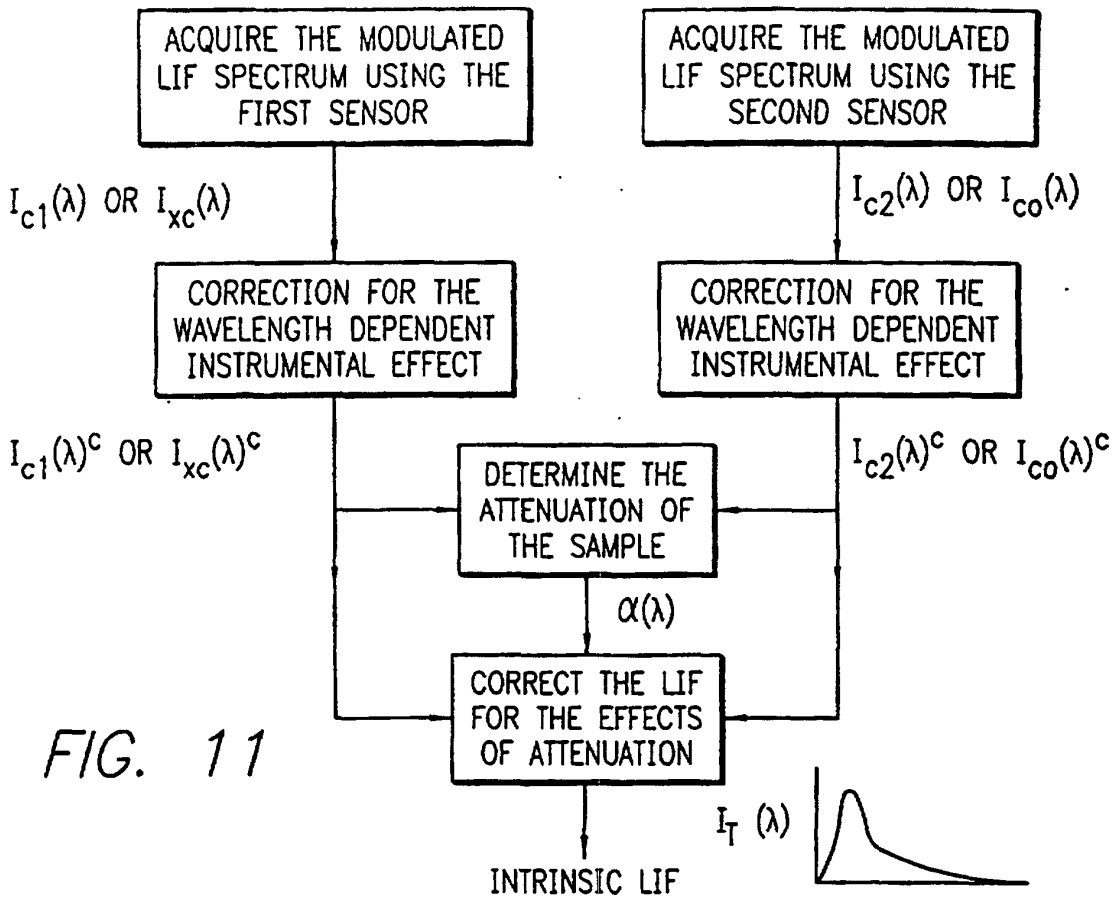 ACQUIRE THE MODULATED
LIF SPECTRUM USING THE
FIRST SENSOR
ACQUIRE THE MODULATED
LIF SPECTRUM USING THE
SECOND SENSOR
I_c1(λ) OR I_xc(λ)
I_c2(λ) OR I_co(λ)
CORRECTION FOR THE
WAVELENGTH DEPENDENT
INSTRUMENTAL EFFECT
CORRECTION FOR THE
WAVELENGTH DEPENDENT
INSTRUMENTAL EFFECT
I_c1(λ)^c OR I_xc(λ)^c
I_c2(λ)^c OR I_co(λ)^c
DETERMINE THE
ATTENUATION OF
THE SAMPLE
α(λ)
CORRECT THE LIF
FOR THE EFFECTS
OF ATTENUATION
FIG. 11
I_T (λ)
INTRINSIC LIF